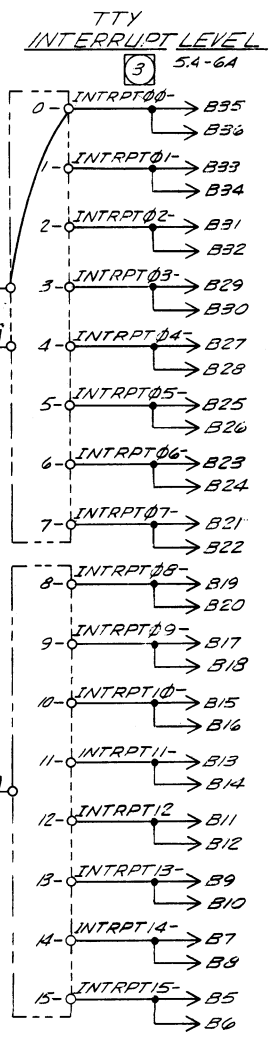 TTY
INTERRUPT LEVEL
3 5.A-6A
0- INTRPTØØ- B35
B36
1- INTRPTØ1- B33
B34
2- INTRPTØ2- B31
B32
3- INTRPTØ3- B29
B30
4- INTRPTØ4- B27
B28
5- INTRPTØ5- B25
B26
6- INTRPTØ6- B23
B24
7- INTRPTØ7- B21
B22
8- INTRPTØ8- B19
B20
9- INTRPTØ9- B17
B18
10- INTRPT1Ø- B15
B16
11- INTRPT11- B13
B14
12- INTRPT12 B11
B12
13- INTRPT13- B9
B10
14- INTRPT14- B7
B8
15- INTRPT15- B5
B6